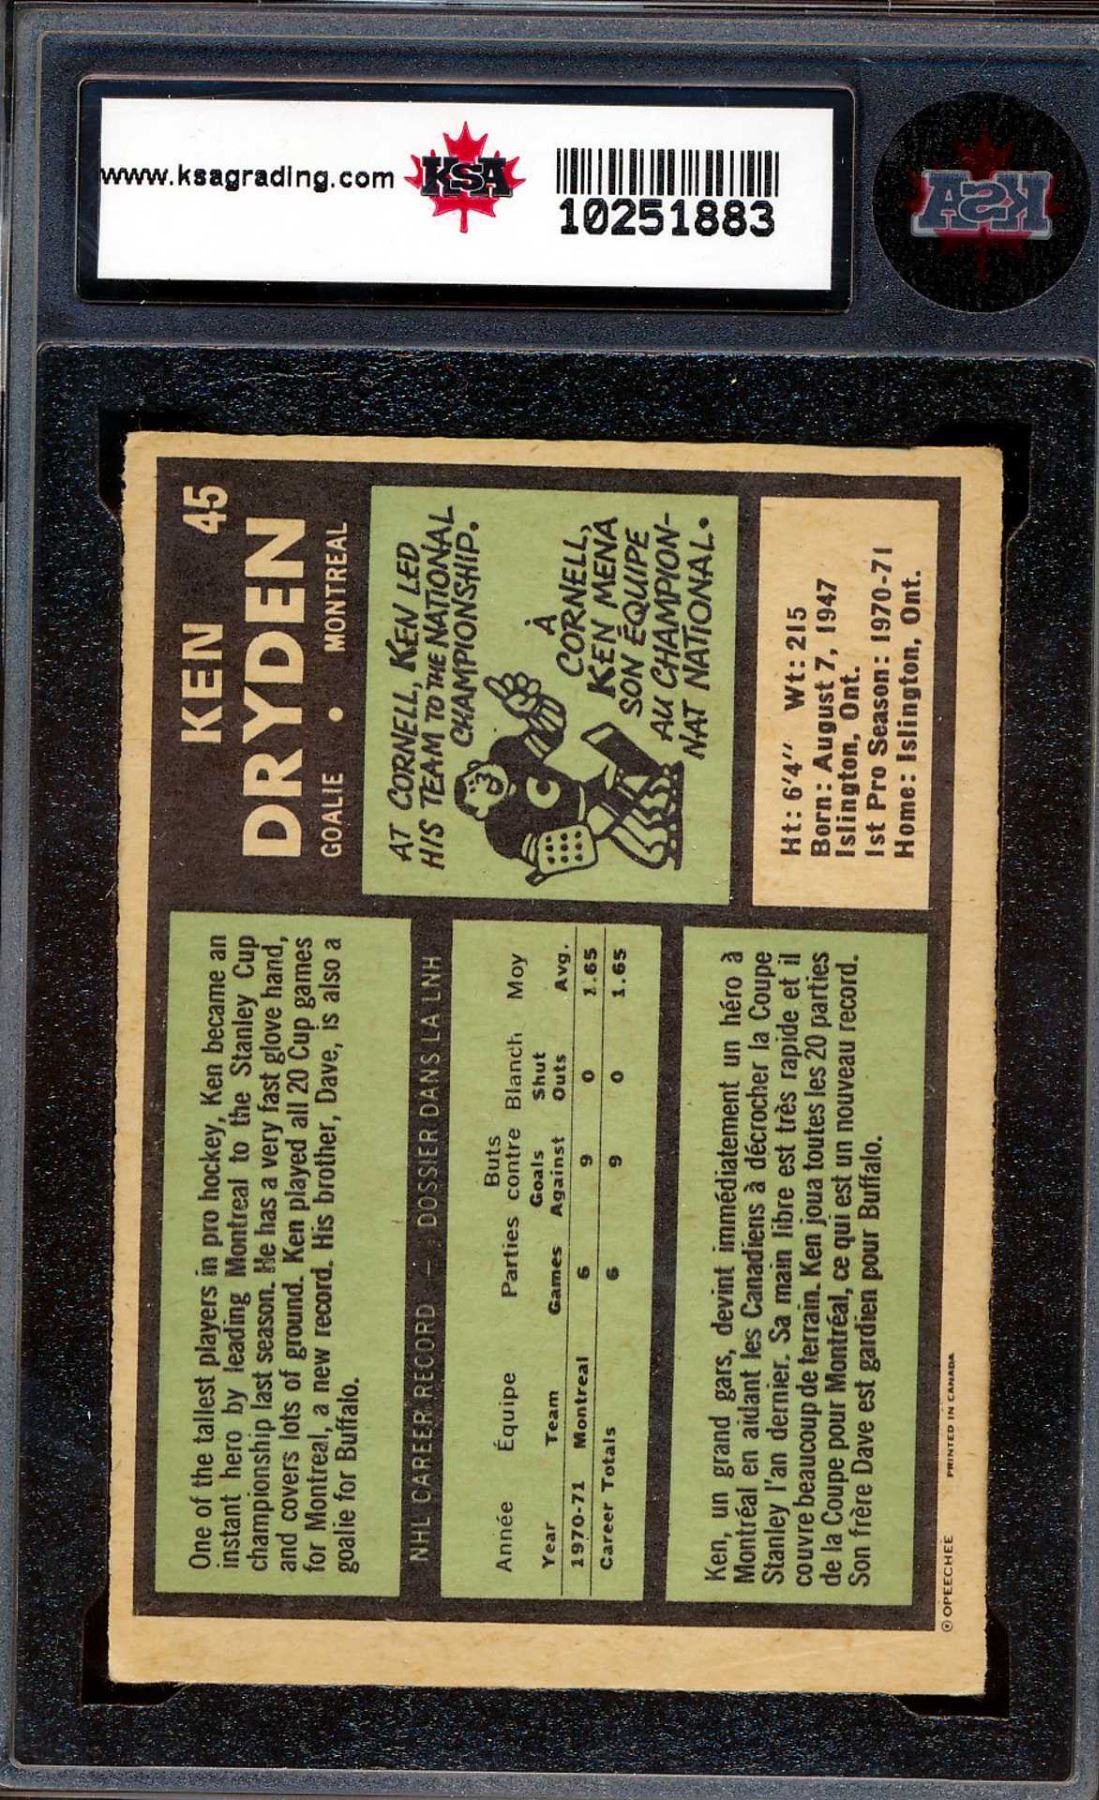 www.ksagrading.com
KSA
10251883
KSA
KEN 45
DRYDEN
GOALIE • MONTREAL
One of the tallest players in pro hockey, Ken became an
instant hero by leading Montreal to the Stanley Cup
championship last season. He has a very fast glove hand,
and covers lots of ground. Ken played all 20 Cup games
for Montreal, a new record. His brother, Dave, is also a
goalie for Buffalo.
AT CORNELL, KEN LED
HIS TEAM TO THE NATIONAL
CHAMPIONSHIP.
C
À
CORNELL,
KEN MENA
SON ÉQUIPE
AU CHAMPION-
NAT NATIONAL.
NHL CAREER RECORD — DOSSIER DANS LA LNH
Année Équipe Parties Buts contre Blanch Moy
Year Team Games Goals Against Shut Outs Avg.
1970-71 Montreal 6 9 0 1.65
Career Totals 6 9 0 1.65
Ht: 6'4" Wt: 215
Born: August 7, 1947
Islington, Ont.
1st Pro Season: 1970-71
Home: Islington, Ont.
Ken, un grand gars, devint immédiatement un héro à
Montréal en aidant les Canadiens à décrocher la Coupe
Stanley l'an dernier. Sa main libre est très rapide et il
couvre beaucoup de terrain. Ken joua toutes les 20 parties
de la Coupe pour Montréal, ce qui est un nouveau record.
Son frère Dave est gardien pour Buffalo.
© OPEECHEE PRINTED IN CANADA